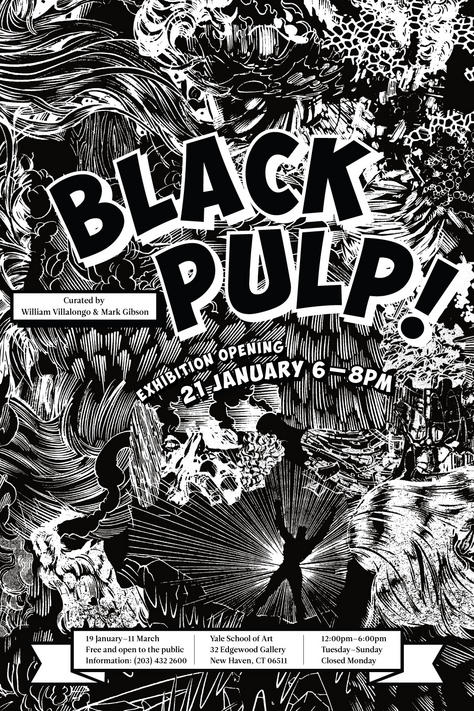 BLACK
PULP!
Curated by
William Villalongo & Mark Gibson
EXHIBITION OPENING
21 JANUARY 6–8PM
19 January–11 March
Free and open to the public
Information: (203) 432 2600
Yale School of Art
32 Edgewood Gallery
New Haven, CT 06511
12:00pm–6:00pm
Tuesday–Sunday
Closed Monday